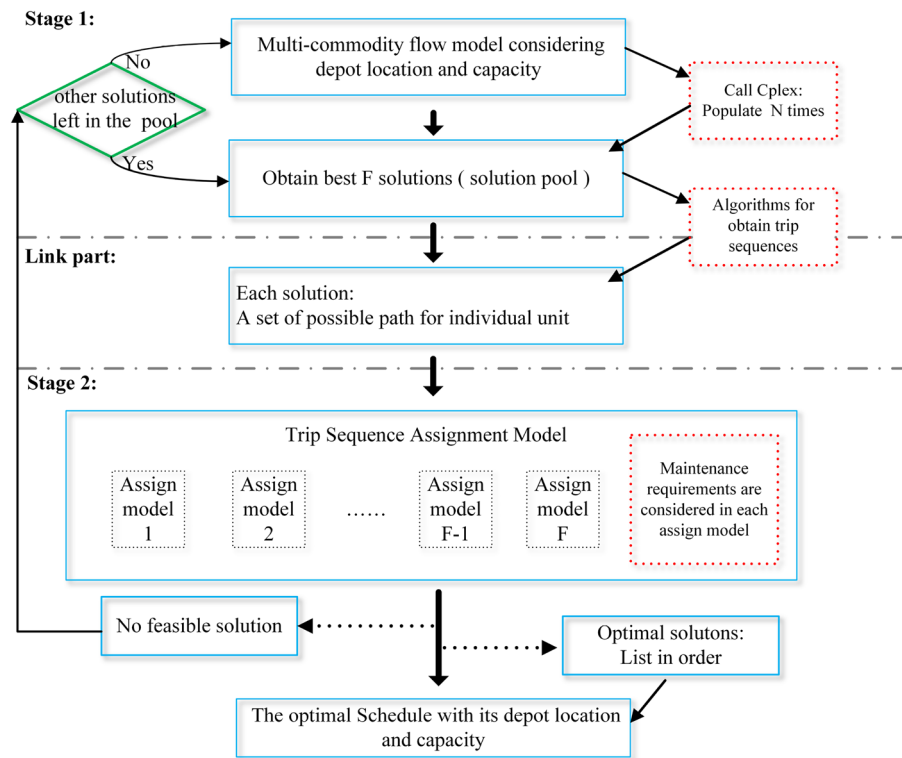 Stage 1:
No
other solutions
left in the pool
Yes
Multi-commodity flow model considering
depot location and capacity
Call Cplex:
Populate N times
Obtain best F solutions ( solution pool )
Algorithms for
obtain trip
sequences
Link part:
Each solution:
A set of possible path for individual unit
Stage 2:
Trip Sequence Assignment Model
Assign
model
1
Assign
model
2
......
Assign
model
F-1
Assign
model
F
Maintenance
requirements are
considered in each
assign model
No feasible solution
Optimal solutons:
List in order
The optimal Schedule with its depot location
and capacity